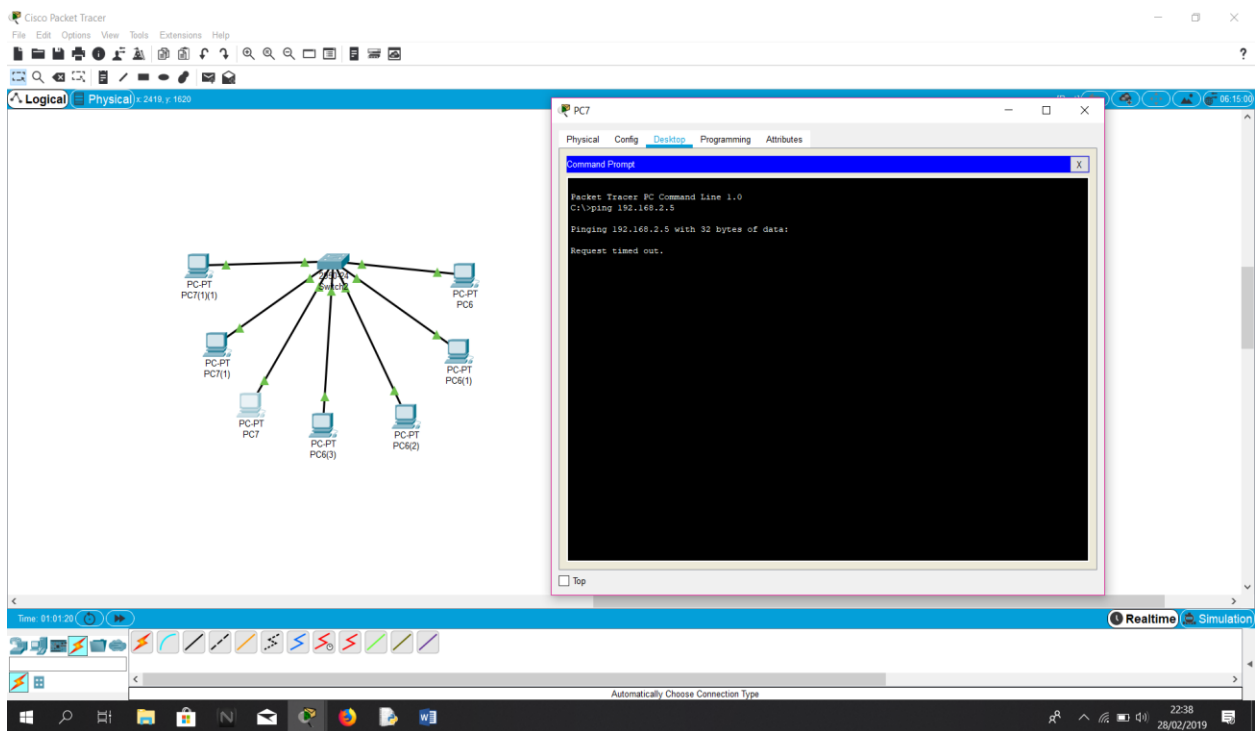 Cisco Packet Tracer
File Edit Options View Tools Extensions Help
?
Logical Physical x: 2419, y: 1620
06:15:00
PC7
Physical Config Desktop Programming Attributes
Command Prompt
X
Packet Tracer PC Command Line 1.0
C:\>ping 192.168.2.5
Pinging 192.168.2.5 with 32 bytes of data:
Request timed out.
Top
PC-PT
PC7(1)(1)
2950-24
Switch2
PC-PT
PC6
PC-PT
PC7(1)
PC-PT
PC6(1)
PC-PT
PC7
PC-PT
PC6(3)
PC-PT
PC6(2)
Time: 01:01:20
Realtime Simulation
Automatically Choose Connection Type
22:38
28/02/2019